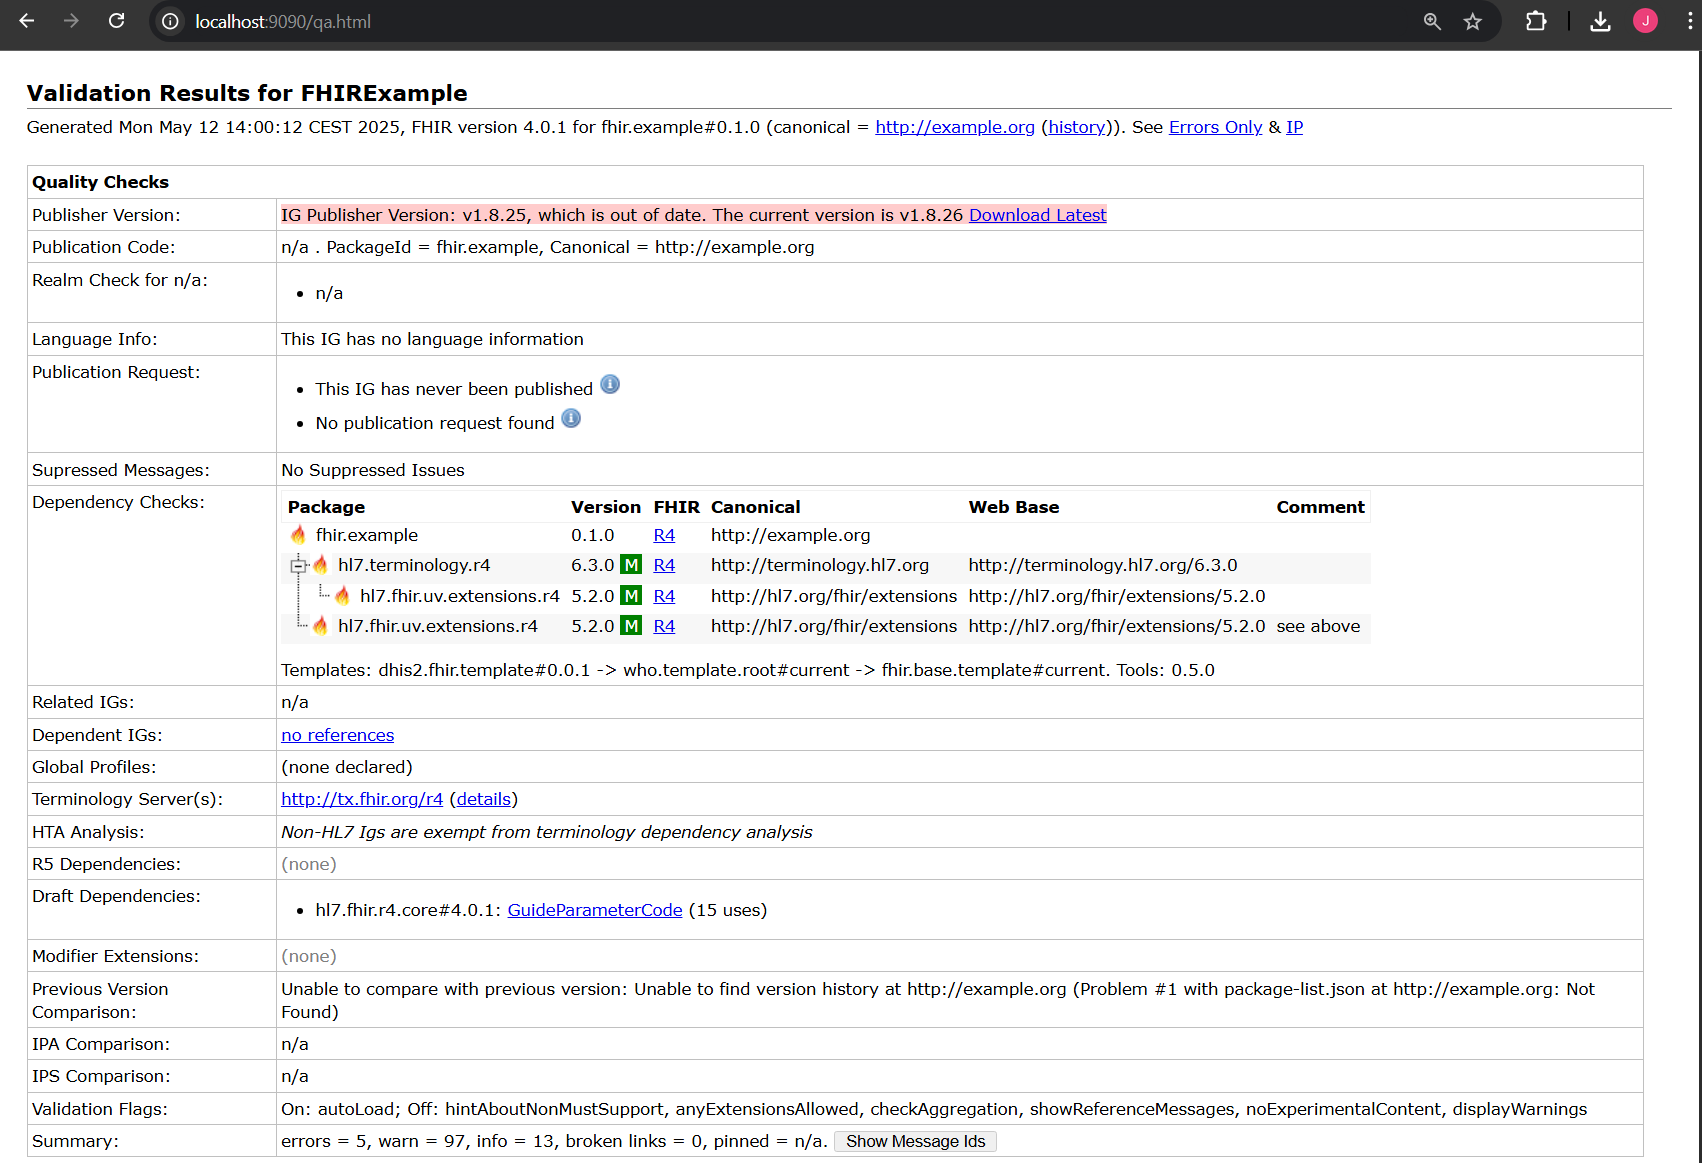 localhost:9090/qa.html
J
Validation Results for FHIRExample
Generated Mon May 12 14:00:12 CEST 2025, FHIR version 4.0.1 for fhir.example#0.1.0 (canonical = http://example.org (history)). See Errors Only & IP
Quality Checks
Publisher Version: IG Publisher Version: v1.8.25, which is out of date. The current version is v1.8.26 Download Latest
Publication Code: n/a . PackageId = fhir.example, Canonical = http://example.org
Realm Check for n/a:
• n/a
Language Info: This IG has no language information
Publication Request:
• This IG has never been published
• No publication request found
Supressed Messages: No Suppressed Issues
Dependency Checks:
Package Version FHIR Canonical Web Base Comment
fhir.example 0.1.0 R4 http://example.org
hl7.terminology.r4 6.3.0 M R4 http://terminology.hl7.org http://terminology.hl7.org/6.3.0
hl7.fhir.uv.extensions.r4 5.2.0 M R4 http://hl7.org/fhir/extensions http://hl7.org/fhir/extensions/5.2.0
hl7.fhir.uv.extensions.r4 5.2.0 M R4 http://hl7.org/fhir/extensions http://hl7.org/fhir/extensions/5.2.0 see above
Templates: dhis2.fhir.template#0.0.1 -> who.template.root#current -> fhir.base.template#current. Tools: 0.5.0
Related IGs: n/a
Dependent IGs: no references
Global Profiles: (none declared)
Terminology Server(s): http://tx.fhir.org/r4 (details)
HTA Analysis: Non-HL7 Igs are exempt from terminology dependency analysis
R5 Dependencies: (none)
Draft Dependencies:
• hl7.fhir.r4.core#4.0.1: GuideParameterCode (15 uses)
Modifier Extensions: (none)
Previous Version Comparison:
Unable to compare with previous version: Unable to find version history at http://example.org (Problem #1 with package-list.json at http://example.org: Not
Found)
IPA Comparison: n/a
IPS Comparison: n/a
Validation Flags: On: autoLoad; Off: hintAboutNonMustSupport, anyExtensionsAllowed, checkAggregation, showReferenceMessages, noExperimentalContent, displayWarnings
Summary: errors = 5, warn = 97, info = 13, broken links = 0, pinned = n/a. Show Message Ids